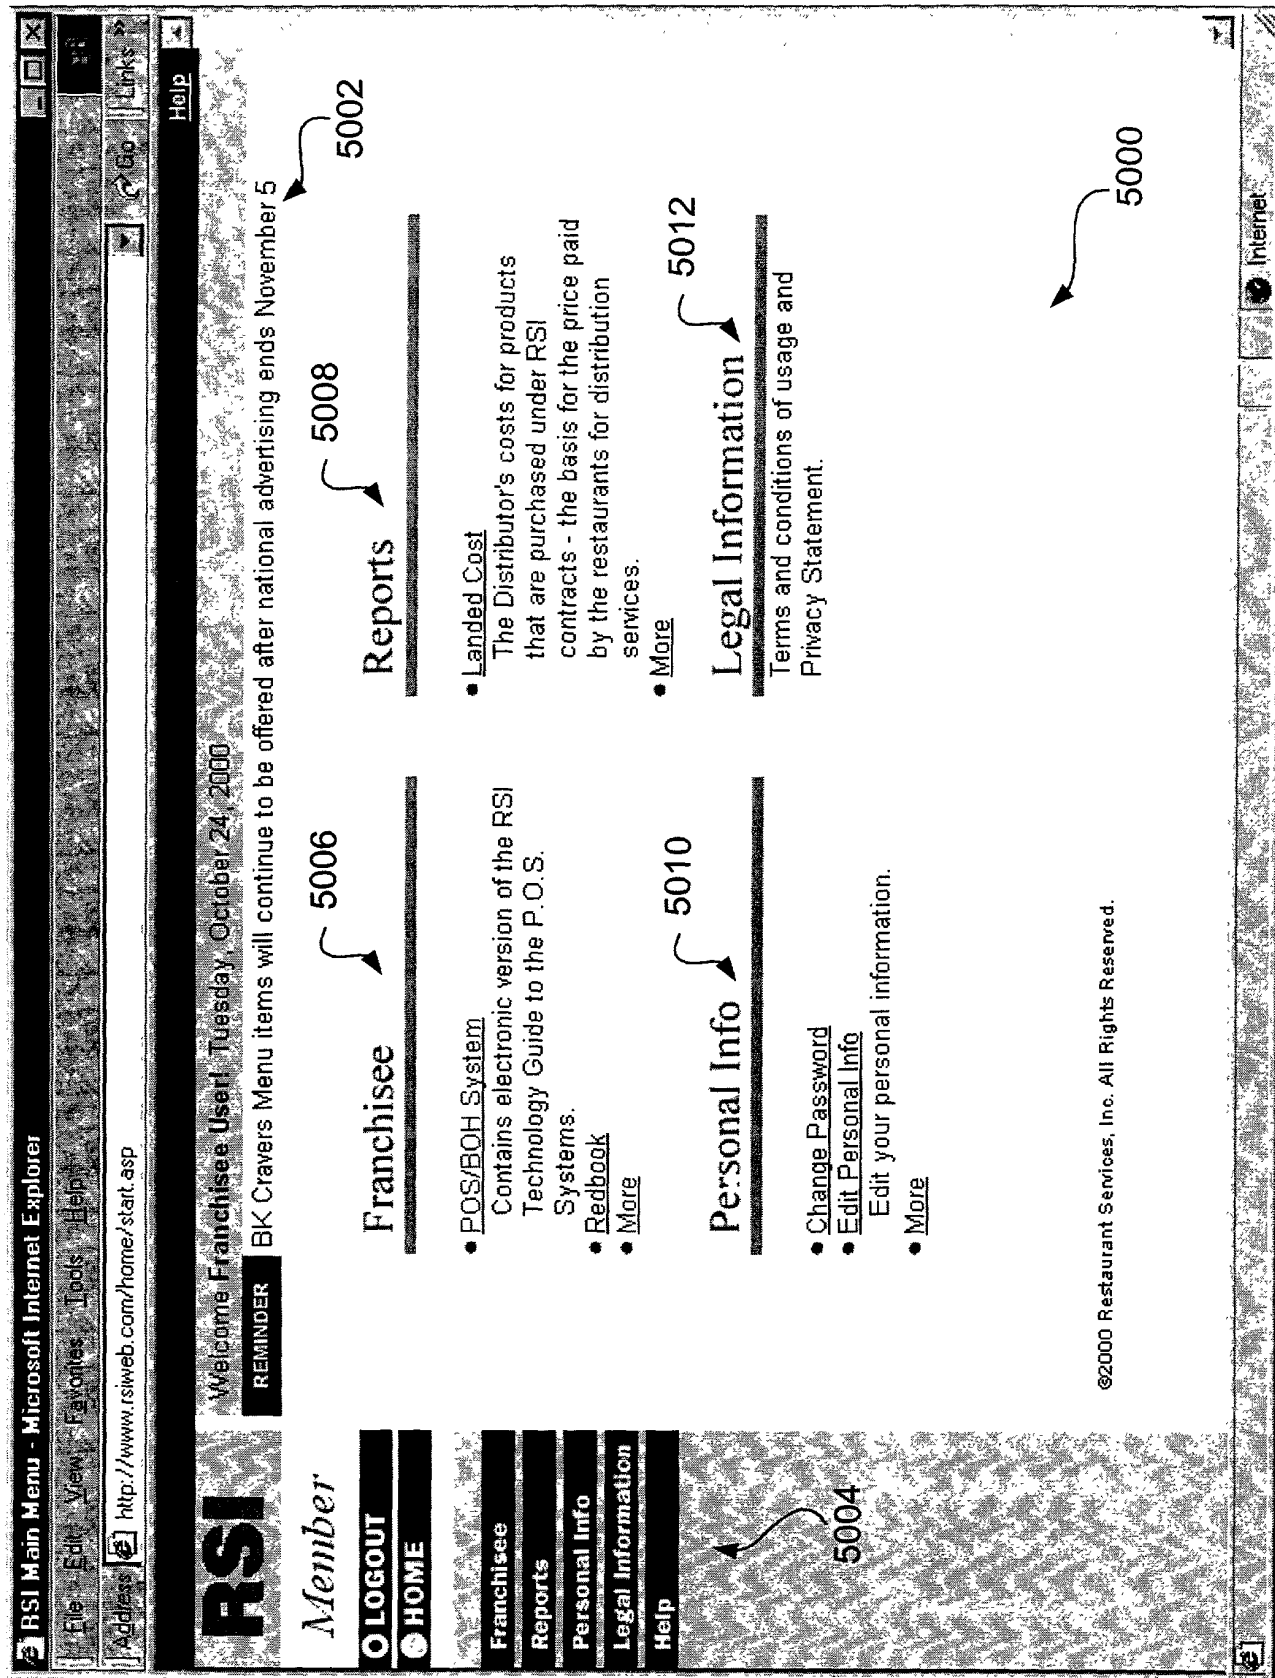 RSI Main Menu - Microsoft Internet Explorer
File Edit View Favorites Tools Help
Address http://www.rsiweb.com/home/start.asp Go Links »
Help
RSI
Welcome Franchisee User! Tuesday, October 24, 2000
REMINDER BK Cravers Menu items will continue to be offered after national advertising ends November 5
5002
Member
LOGOUT
HOME
Franchisee
Reports
Personal Info
Legal Information
Help
5004
5006
Franchisee
• POS/BOH System
Contains electronic version of the RSI
Technology Guide to the P.O.S.
Systems.
• Redbook
• More
5008
Reports
• Landed Cost
The Distributor's costs for products
that are purchased under RSI
contracts - the basis for the price paid
by the restaurants for distribution
services.
• More
5010
Personal Info
• Change Password
• Edit Personal Info
Edit your personal information.
• More
5012
Legal Information
Terms and conditions of usage and
Privacy Statement.
5000
©2000 Restaurant Services, Inc. All Rights Reserved.
Internet